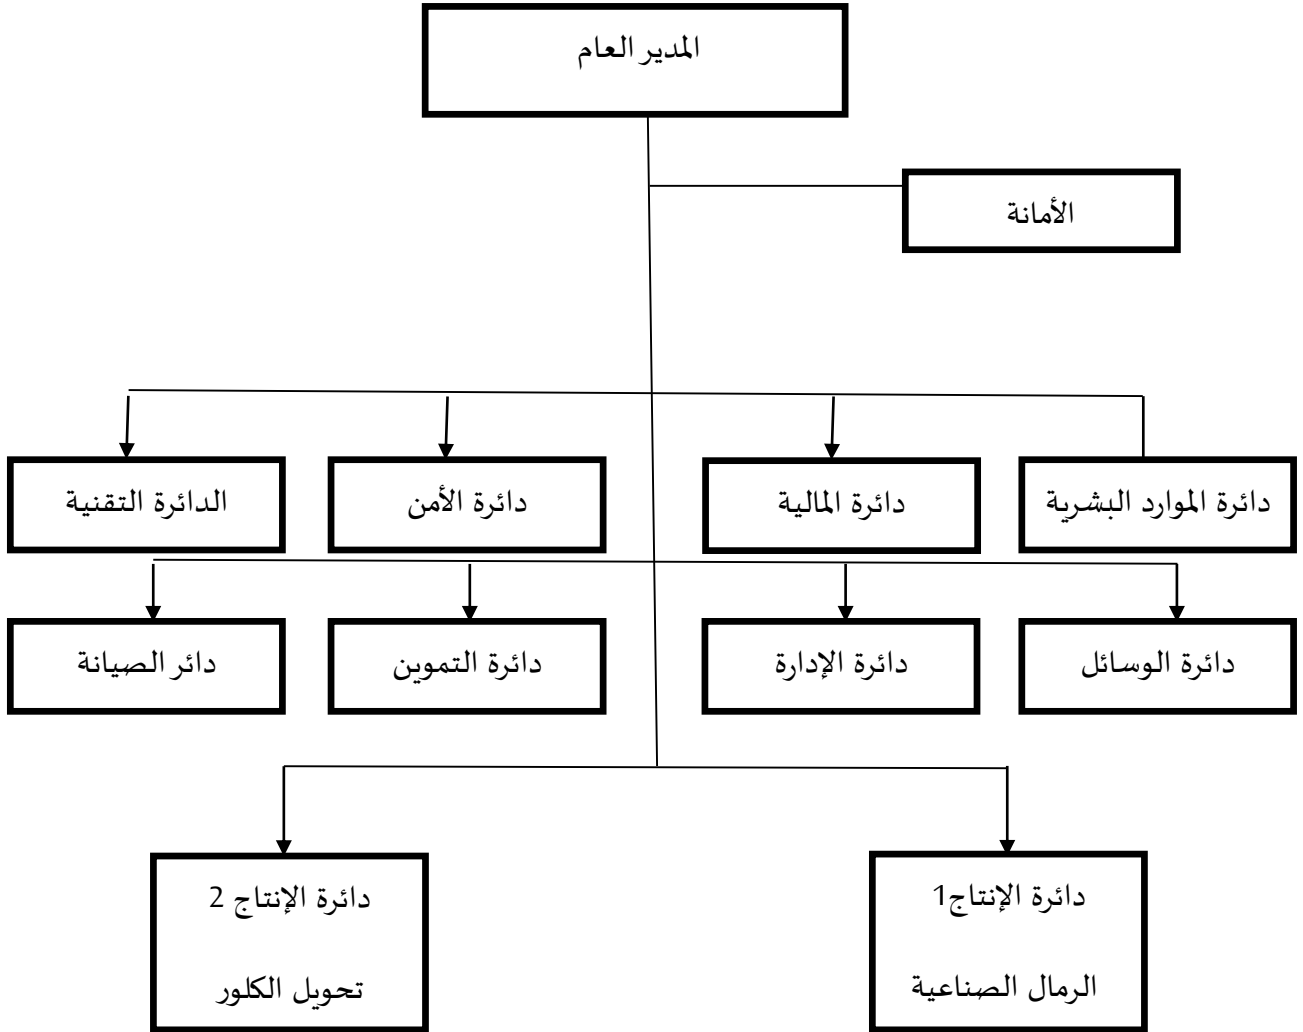 المدير العام
الأمانة
دائرة الموارد البشرية
دائرة المالية
دائرة الأمن
الدائرة التقنية
دائرة الوسائل
دائرة الإدارة
دائرة التموين
دائر الصيانة
دائرة الإنتاج1
الرمال الصناعية
دائرة الإنتاج 2
تحويل الكلور